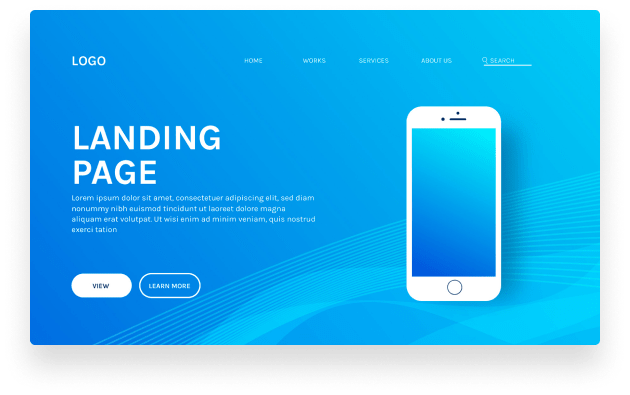 LOGO
HOME
WORKS
SERVICES
ABOUT US
SEARCH
LANDING
PAGE
Lorem ipsum dolor sit amet, consectetuer adipiscing elit, sed diam
nonummy nibh euismod tincidunt ut laoreet dolore magna
aliquam erat volutpat. Ut wisi enim ad minim veniam, quis nostrud
exerci tation
VIEW
LEARN MORE